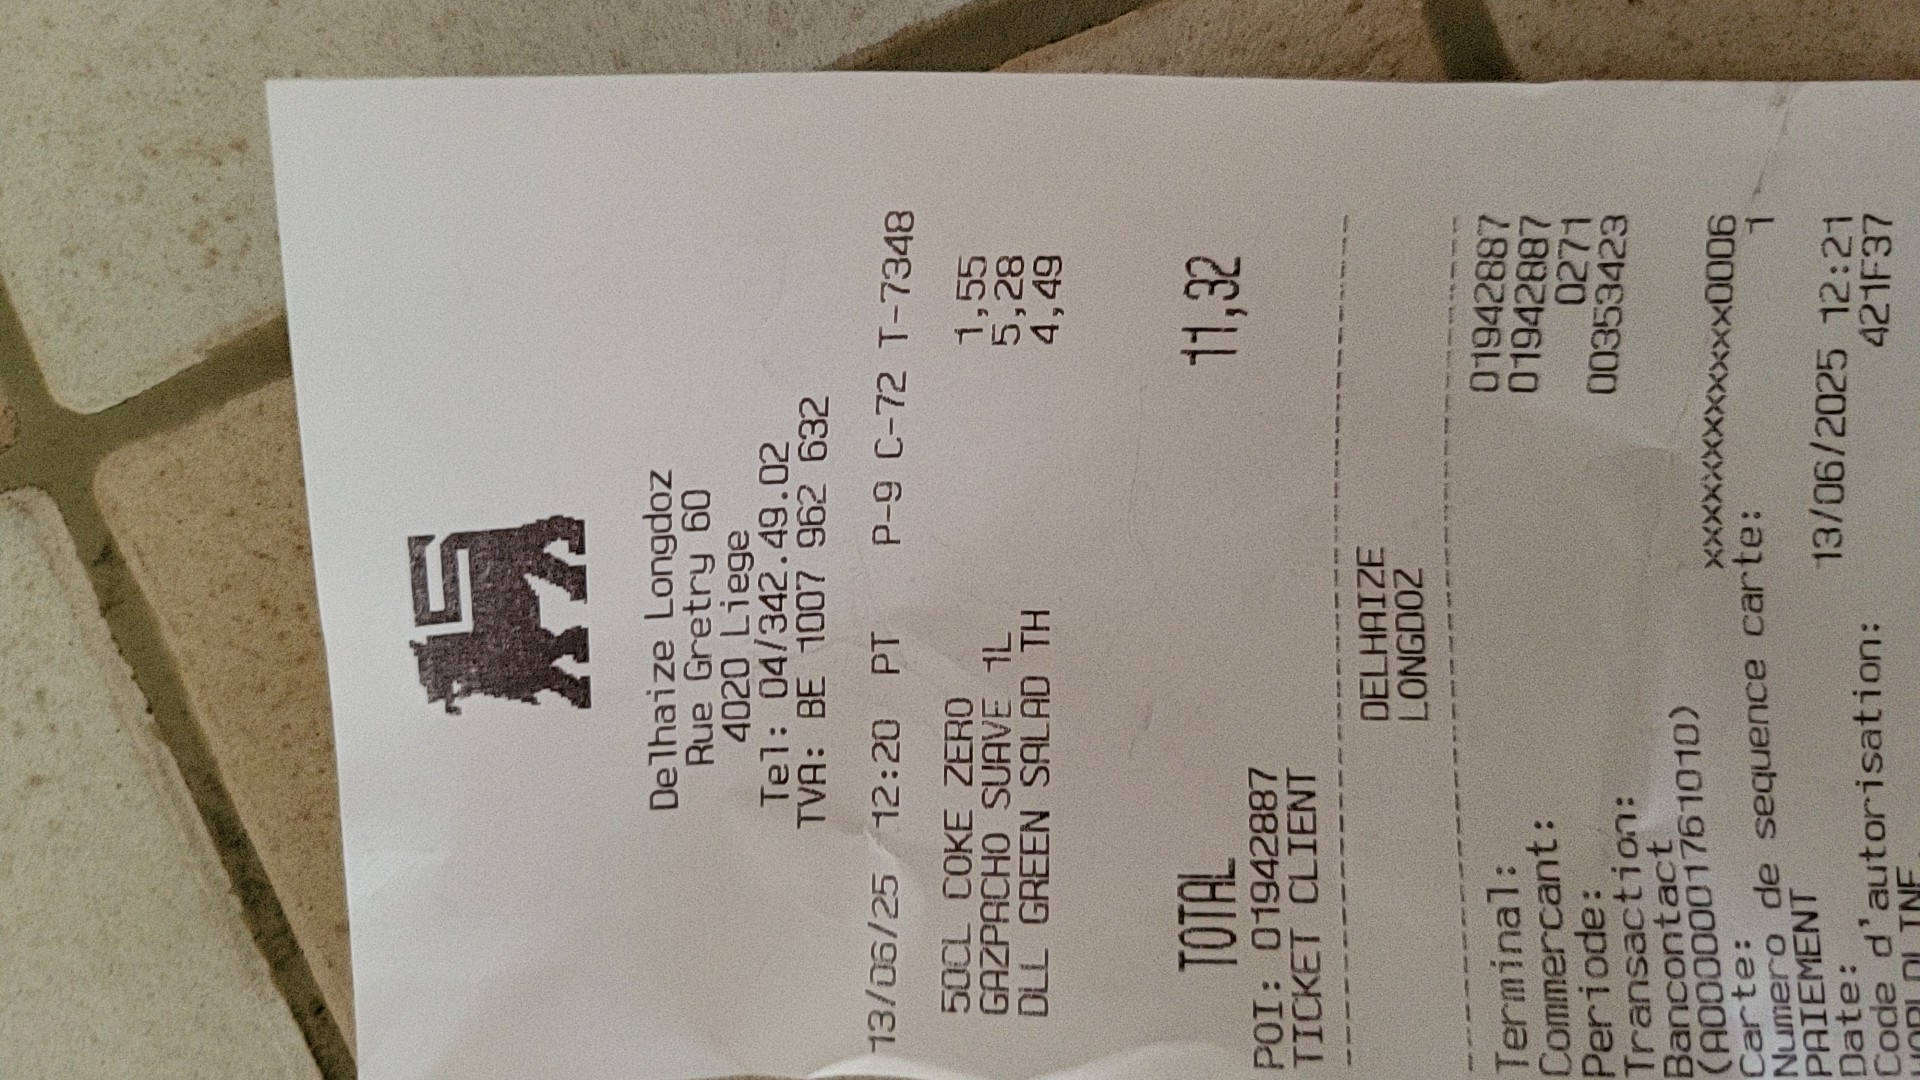 Delhaize Longdoz
Rue Gretry 60
4020 Liege
Tel: 04/342.49.02
TVA: BE 1007 962 632
13/06/25 12:20 PT P-9 C-72 T-7348
50CL COKE ZERO 1,55
GAZPACHO SUAVE 1L 5,28
DLL GREEN SALAD TH 4,49
TOTAL 11,32
POI: 01942887
TICKET CLIENT
DELHAIZE
LONGDOZ
Terminal: 01942887
Commercant: 01942887
Periode: 0271
Transaction: 00353423
Bancontact
(A0000001761010)
Carte: xxxxxxxxxxxxx0006
Numero de sequence carte: 1
PAIEMENT
Date: 13/06/2025 12:21
Code d'autorisation: 421F37